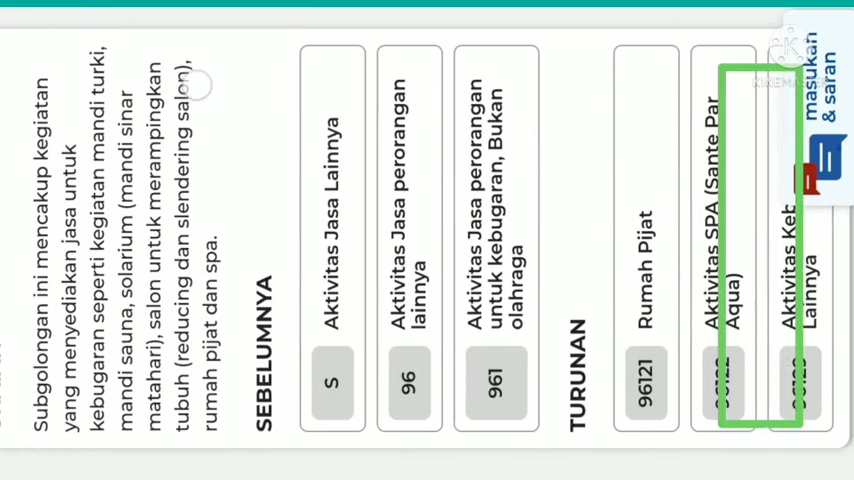 Subgolongan ini mencakup kegiatan
yang menyediakan jasa untuk
kebugaran seperti kegiatan mandi turki,
mandi sauna, solarium (mandi sinar
matahari), salon untuk merampingkan
tubuh (reducing dan slendering salon),
rumah pijat dan spa.
SEBELUMNYA
S Aktivitas Jasa Lainnya
96 Aktivitas Jasa perorangan
lainnya
961 Aktivitas Jasa perorangan
untuk kebugaran, Bukan
olahraga
TURUNAN
96121 Rumah Pijat
96122 Aktivitas SPA (Sante Par
Aqua)
Aktivitas Keb
Lainnya
masukan
& saran